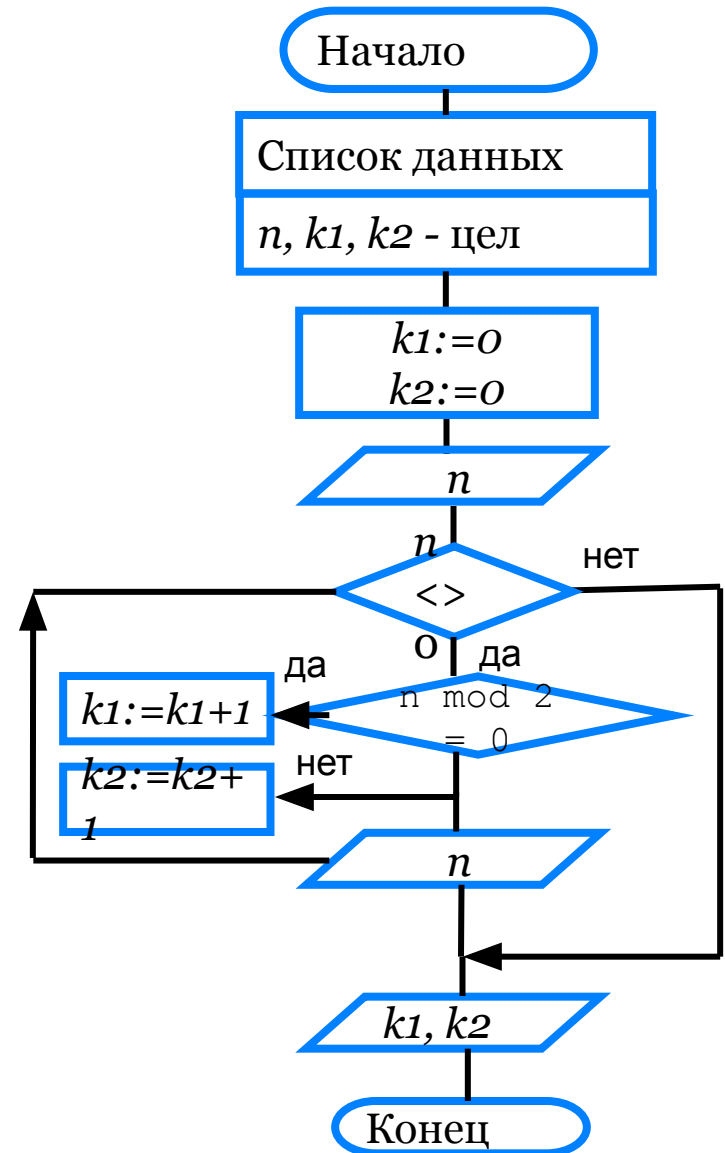 Начало
Список данных
n, k1, k2 - цел
k1:=0
k2:=0
n
n
<>
0
нет
да
да
n mod 2
= 0
k1:=k1+1
нет
k2:=k2+
1
n
k1, k2
Конец